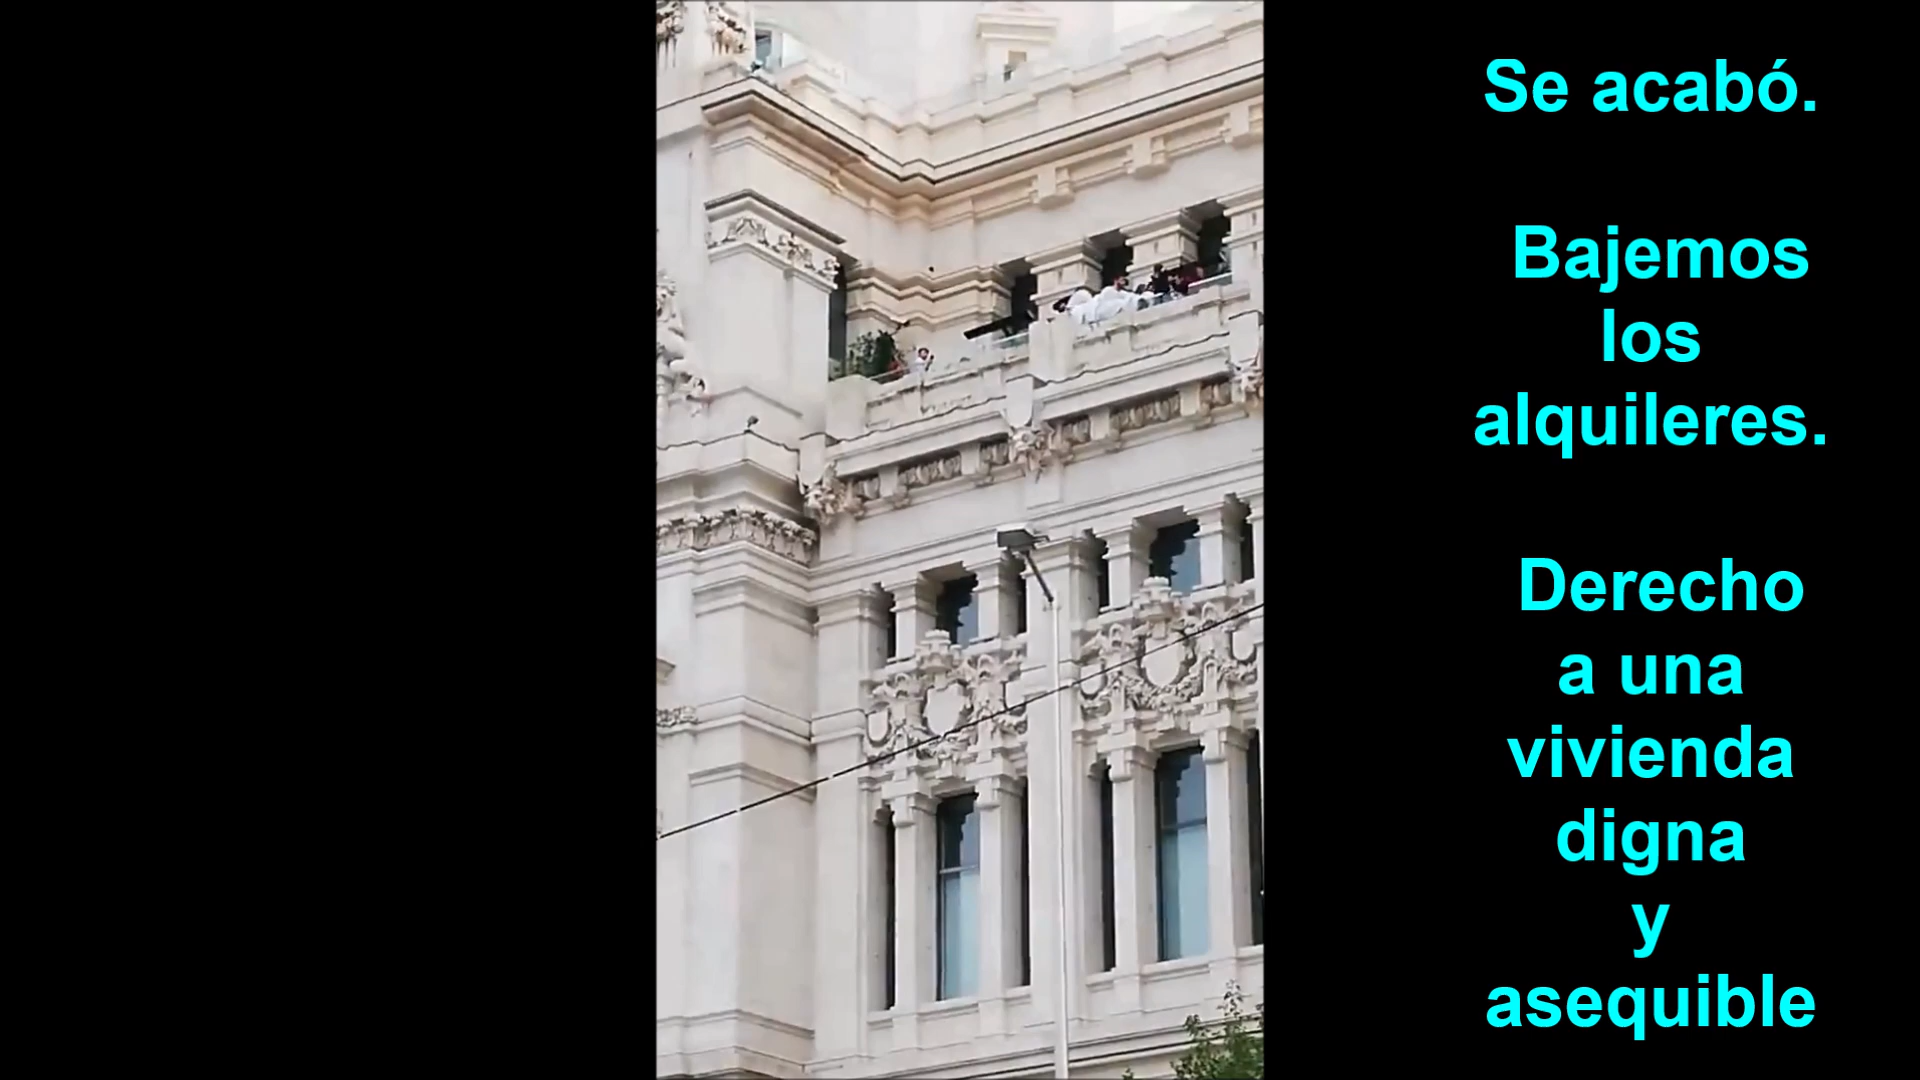 Se acabó.
Bajemos
los
alquileres.
Derecho
a una
vivienda
digna
y
asequible